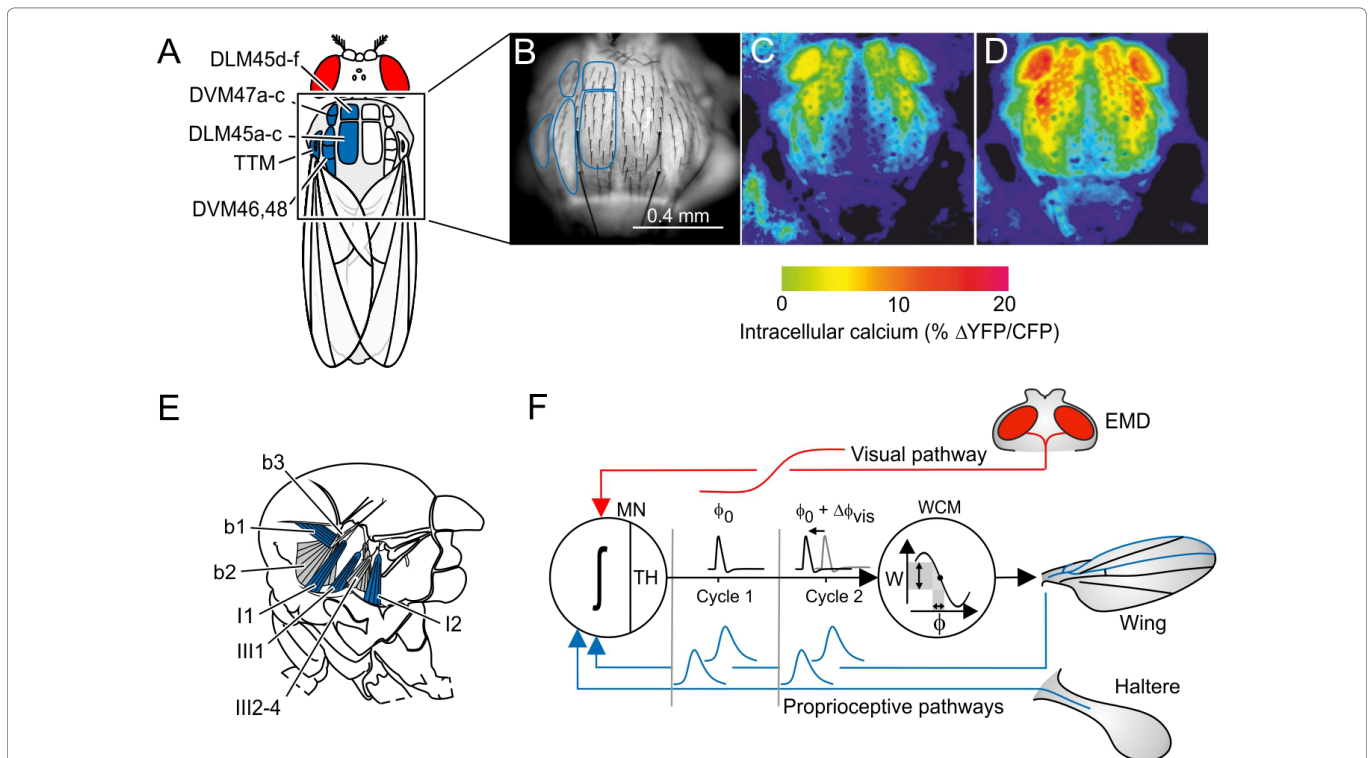 A
DLM45d-f
DVM47a-c
DLM45a-c
TTM
DVM46,48
B
0.4 mm
C
D
0
10
20
Intracellular calcium (% ΔYFP/CFP)
E
b3
b1
b2
I1
III1
III2-4
I2
F
EMD
Visual pathway
MN
ϕ0
ϕ0 + Δϕvis
WCM
∫
TH
W
ϕ
Cycle 1
Cycle 2
Wing
Proprioceptive pathways
Haltere